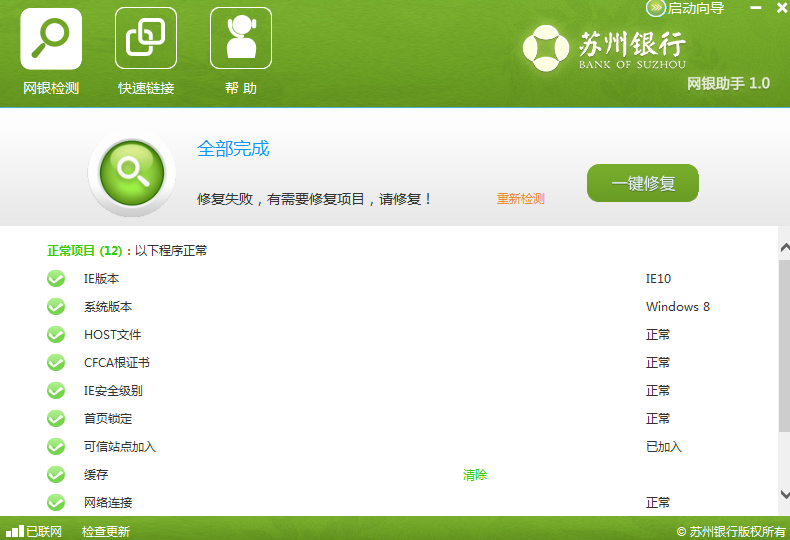 启动向导
网银检测
快速链接
帮 助
苏州银行
BANK OF SUZHOU
网银助手 1.0
全部完成
修复失败，有需要修复项目，请修复！
重新检测
一键修复
正常项目 (12)：以下程序正常
IE版本 IE10
系统版本 Windows 8
HOST文件 正常
CFCA根证书 正常
IE安全级别 正常
首页锁定 正常
可信站点加入 已加入
缓存 清除
网络连接 正常
已联网 检查更新 © 苏州银行版权所有